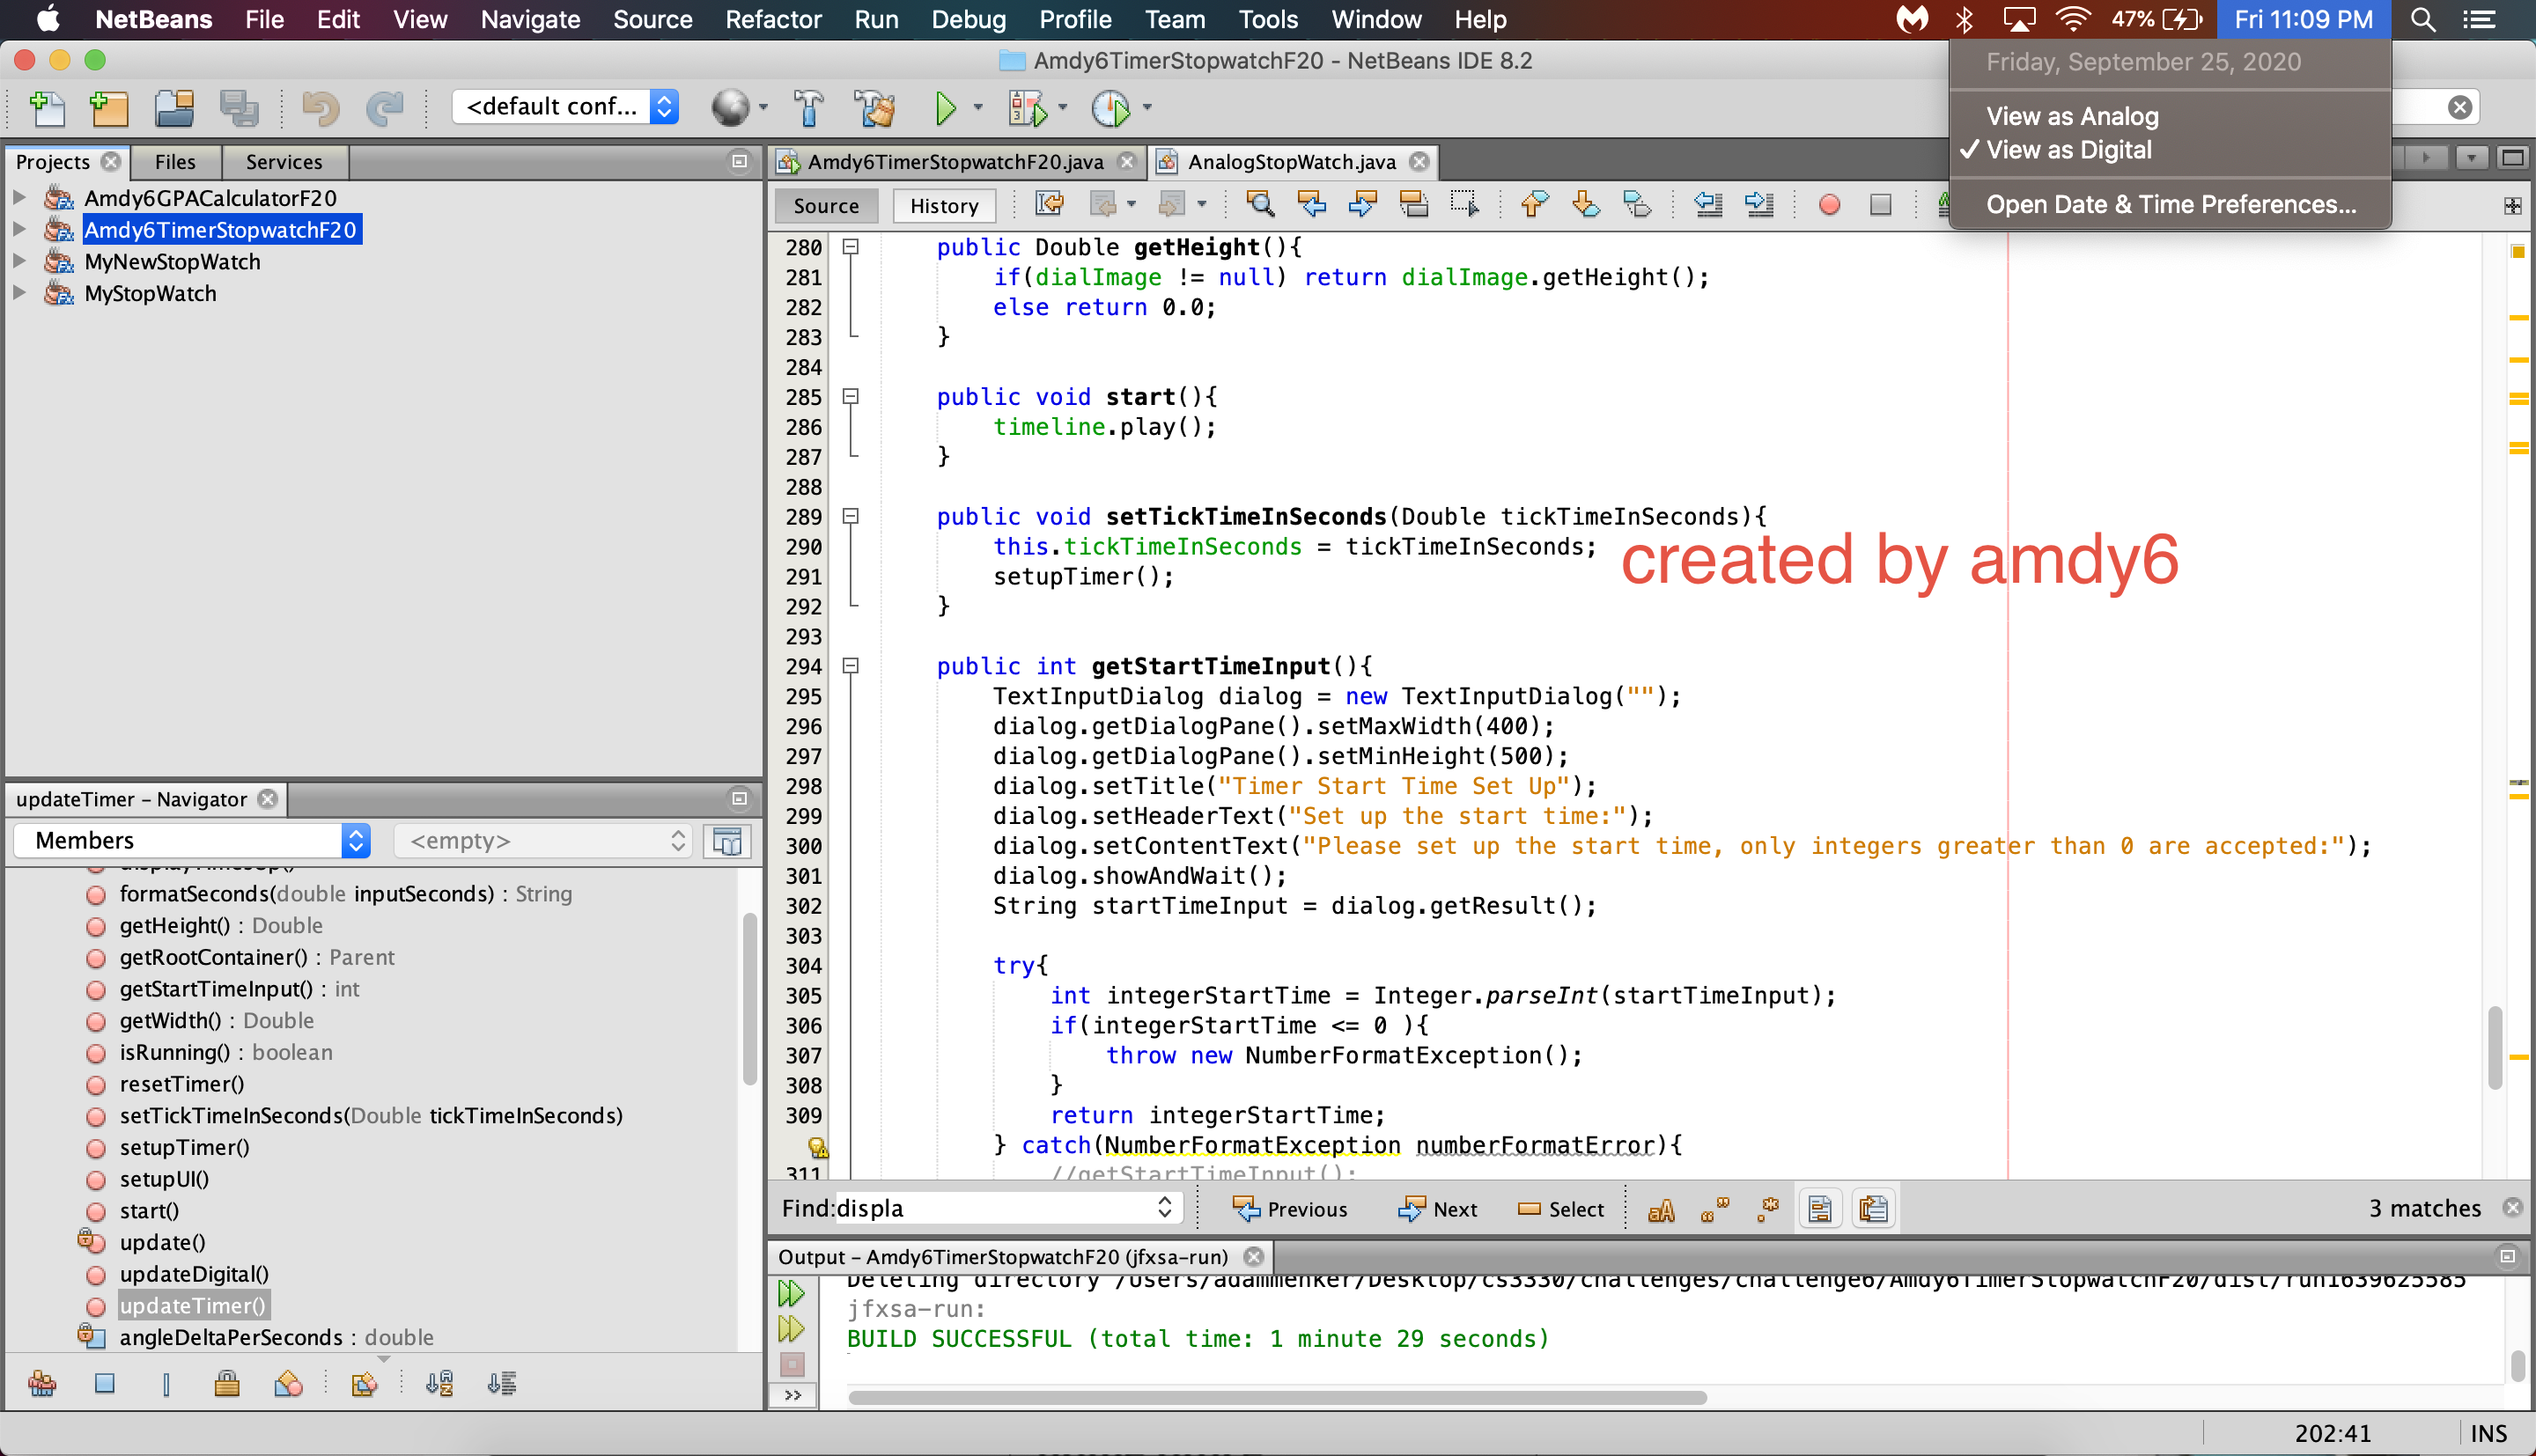 NetBeans File Edit View Navigate Source Refactor Run Debug Profile Team Tools Window Help 47% Fri 11:09 PM
Amdy6TimerStopwatchF20 - NetBeans IDE 8.2
Friday, September 25, 2020
View as Analog
✓ View as Digital
Open Date & Time Preferences...
<default conf...
Projects Files Services
Amdy6GPACalculatorF20
Amdy6TimerStopwatchF20
MyNewStopWatch
MyStopWatch
Amdy6TimerStopwatchF20.java AnalogStopWatch.java
Source History
280 public Double getHeight(){
281 if(dialImage != null) return dialImage.getHeight();
282 else return 0.0;
283 }
284
285 public void start(){
286 timeline.play();
287 }
288
289 public void setTickTimeInSeconds(Double tickTimeInSeconds){
290 this.tickTimeInSeconds = tickTimeInSeconds;
291 setupTimer();
292 }
293
created by amdy6
294 public int getStartTimeInput(){
295 TextInputDialog dialog = new TextInputDialog("");
296 dialog.getDialogPane().setMaxWidth(400);
297 dialog.getDialogPane().setMinHeight(500);
298 dialog.setTitle("Timer Start Time Set Up");
299 dialog.setHeaderText("Set up the start time:");
300 dialog.setContentText("Please set up the start time, only integers greater than 0 are accepted:");
301 dialog.showAndWait();
302 String startTimeInput = dialog.getResult();
303
304 try{
305 int integerStartTime = Integer.parseInt(startTimeInput);
306 if(integerStartTime <= 0 ){
307 throw new NumberFormatException();
308 }
309 return integerStartTime;
} catch(NumberFormatException numberFormatError){
311 //getStartTimeInput();
updateTimer - Navigator
Members <empty>
displayTimesUp()
formatSeconds(double inputSeconds) : String
getHeight() : Double
getRootContainer() : Parent
getStartTimeInput() : int
getWidth() : Double
isRunning() : boolean
resetTimer()
setTickTimeInSeconds(Double tickTimeInSeconds)
setupTimer()
setupUI()
start()
update()
updateDigital()
updateTimer()
angleDeltaPerSeconds : double
Find: displa Previous Next Select 3 matches
Output - Amdy6TimerStopwatchF20 (jfxsa-run)
Deleting directory /Users/adammenker/Desktop/cs3330/challenges/challenge6/Amdy6TimerStopwatchF20/dist/run1639625585
jfxsa-run:
BUILD SUCCESSFUL (total time: 1 minute 29 seconds)
202:41 INS